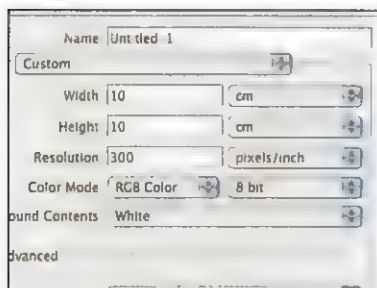 Name Untitled-1
Custom
Width 10 cm
Height 10 cm
Resolution 300 pixels/inch
Color Mode RGB Color 8 bit
ound Contents White
dvanced